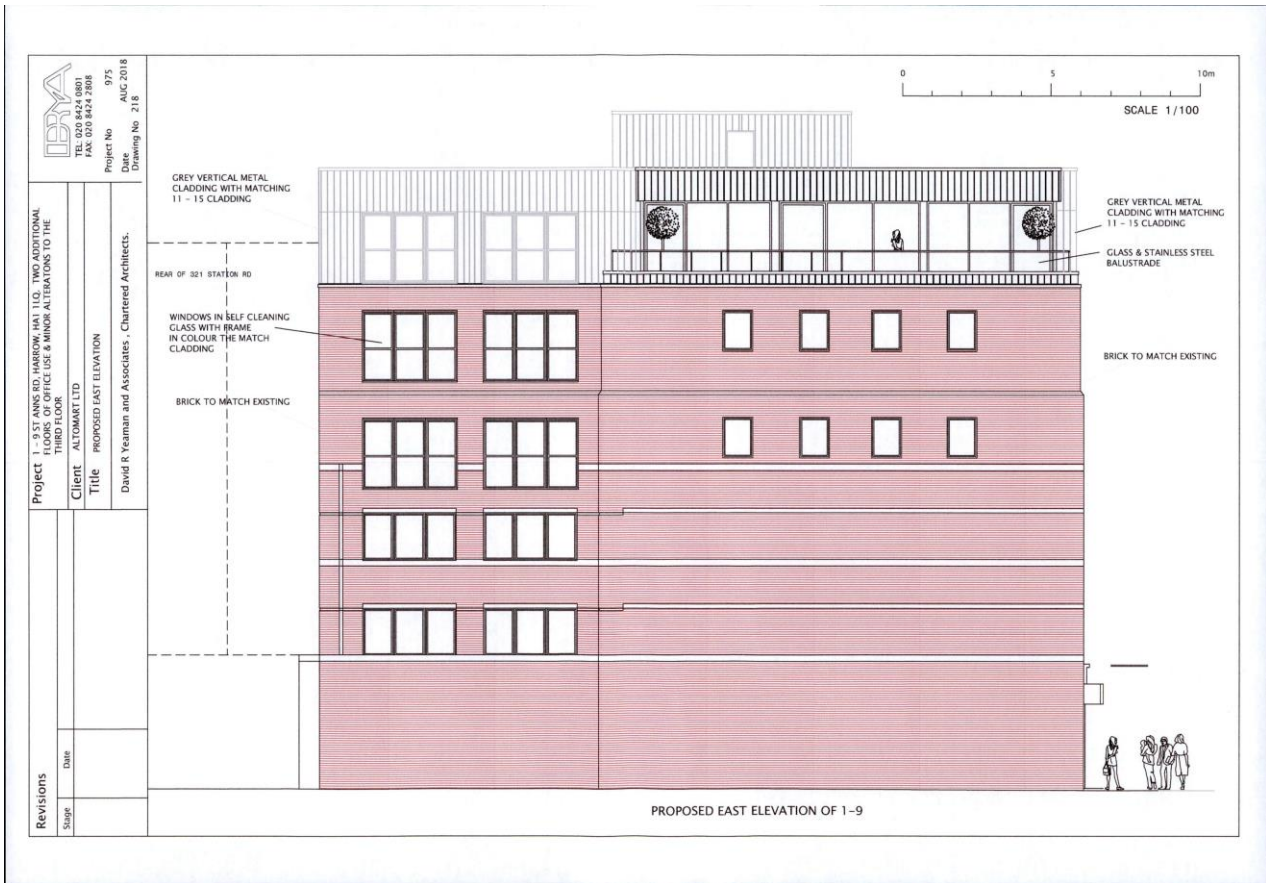 DRYA
TEL: 020 8424 0801
FAX: 020 8424 2808
Project No 975
Date AUG 2018
Drawing No 218
Project 1 - 9 ST ANNS RD, HARROW, HA1 1LQ. TWO ADDITIONAL
FLOORS OF OFFICE USE & MINOR ALTERATONS TO THE
THIRD FLOOR
Client ALTOMART LTD
Title PROPOSED EAST ELEVATION
David R Yeaman and Associates , Chartered Architects.
Revisions
Stage
Date
0 5 10m
SCALE 1/100
GREY VERTICAL METAL
CLADDING WITH MATCHING
11 - 15 CLADDING
REAR OF 321 STATION RD
WINDOWS IN SELF CLEANING
GLASS WITH FRAME
IN COLOUR THE MATCH
CLADDING
BRICK TO MATCH EXISTING
GREY VERTICAL METAL
CLADDING WITH MATCHING
11 - 15 CLADDING
GLASS & STAINLESS STEEL
BALUSTRADE
BRICK TO MATCH EXISTING
PROPOSED EAST ELEVATION OF 1-9